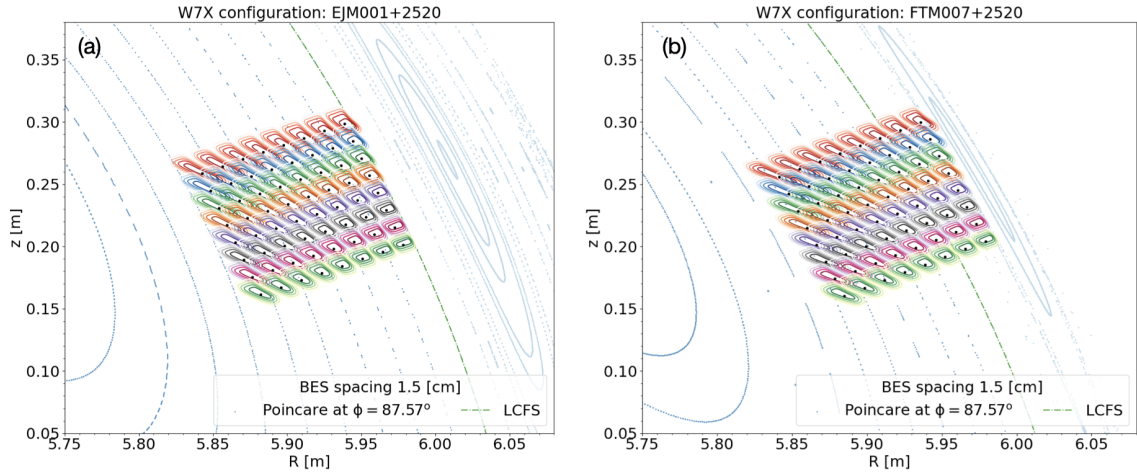 W7X configuration: EJM001+2520
(a)
z [m]
0.35
0.30
0.25
0.20
0.15
0.10
0.05
5.75
5.80
5.85
5.90
5.95
6.00
6.05
R [m]
BES spacing 1.5 [cm]
Poincare at ϕ = 87.57°
LCFS
W7X configuration: FTM007+2520
(b)
z [m]
0.35
0.30
0.25
0.20
0.15
0.10
0.05
5.75
5.80
5.85
5.90
5.95
6.00
6.05
R [m]
BES spacing 1.5 [cm]
Poincare at ϕ = 87.57°
LCFS